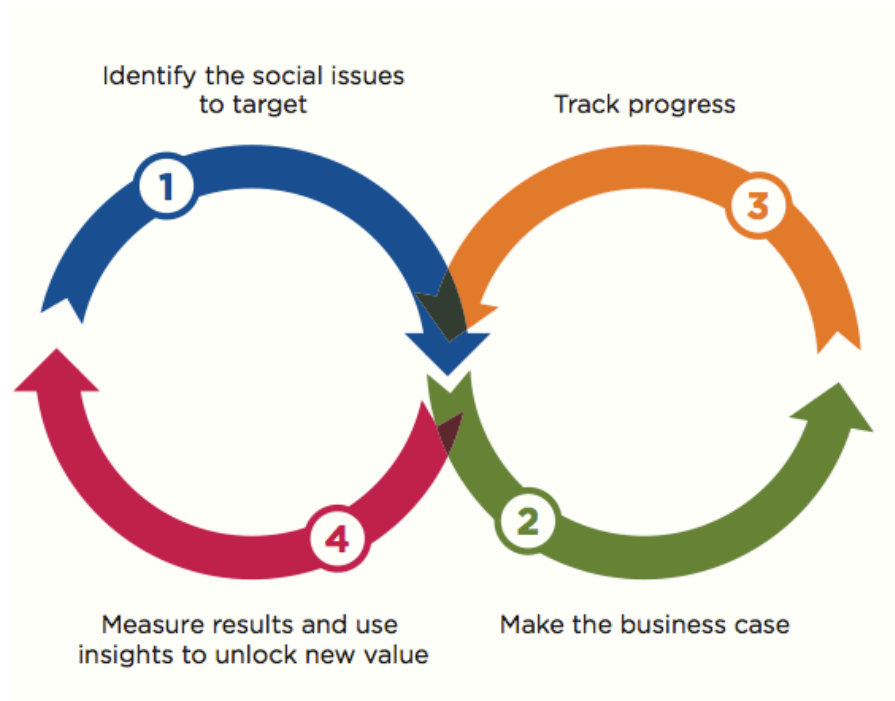 Identify the social issues
to target
Track progress
1
3
2
4
Measure results and use
insights to unlock new value
Make the business case